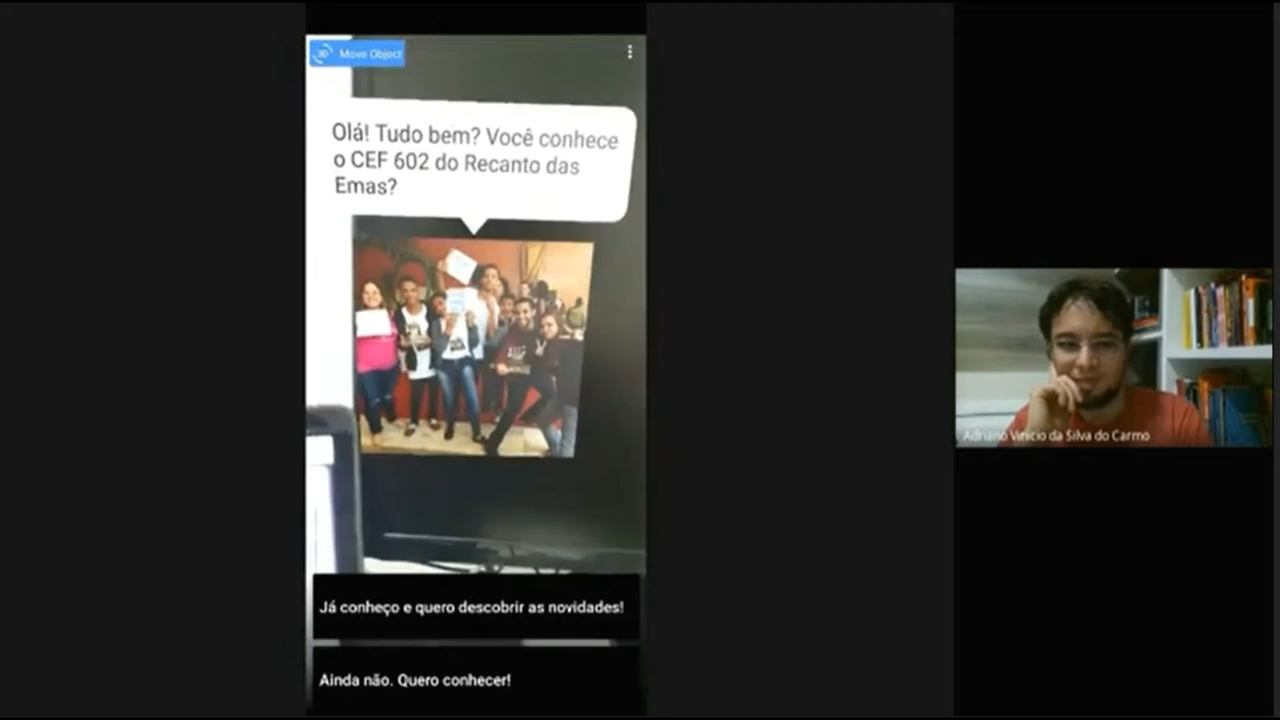 Move Object
Olá! Tudo bem? Você conhece
o CEF 602 do Recanto das
Emas?
Adriano Vinicio da Silva do Carmo
Já conheço e quero descobrir as novidades!
Ainda não. Quero conhecer!